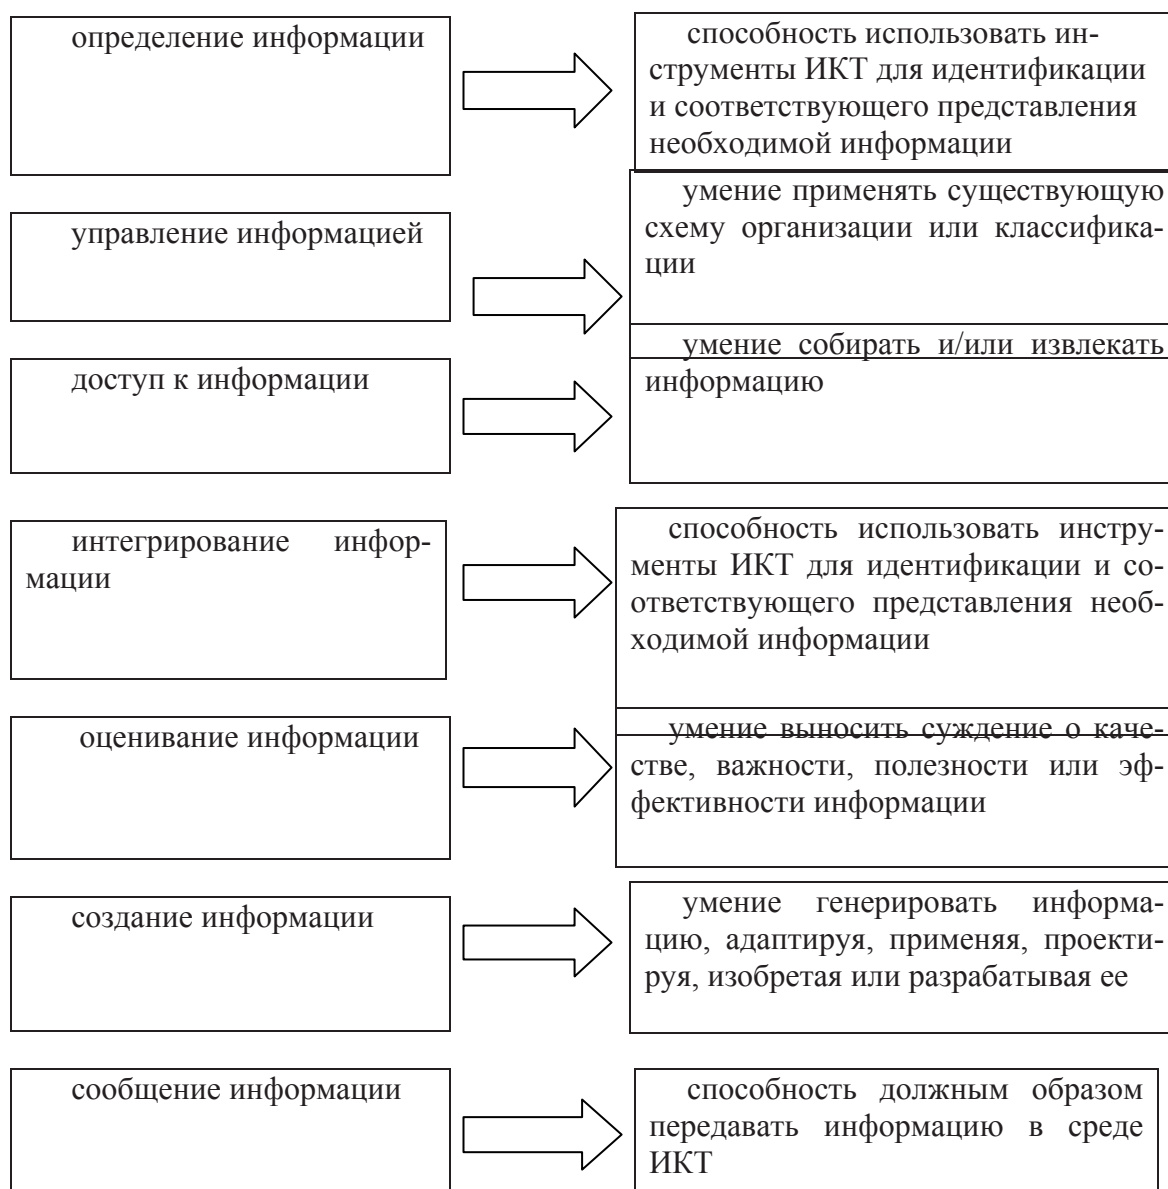 определение информации
способность использовать ин-
струменты ИКТ для идентификации
и соответствующего представления
необходимой информации
управление информацией
умение применять существующую
схему организации или классифика-
ции
доступ к информации
умение собирать и/или извлекать
информацию
интегрирование инфор-
мации
способность использовать инстру-
менты ИКТ для идентификации и со-
ответствующего представления необ-
ходимой информации
оценивание информации
умение выносить суждение о каче-
стве, важности, полезности или эф-
фективности информации
создание информации
умение генерировать информа-
цию, адаптируя, применяя, проекти-
руя, изобретая или разрабатывая ее
сообщение информации
способность должным образом
передавать информацию в среде
ИКТ